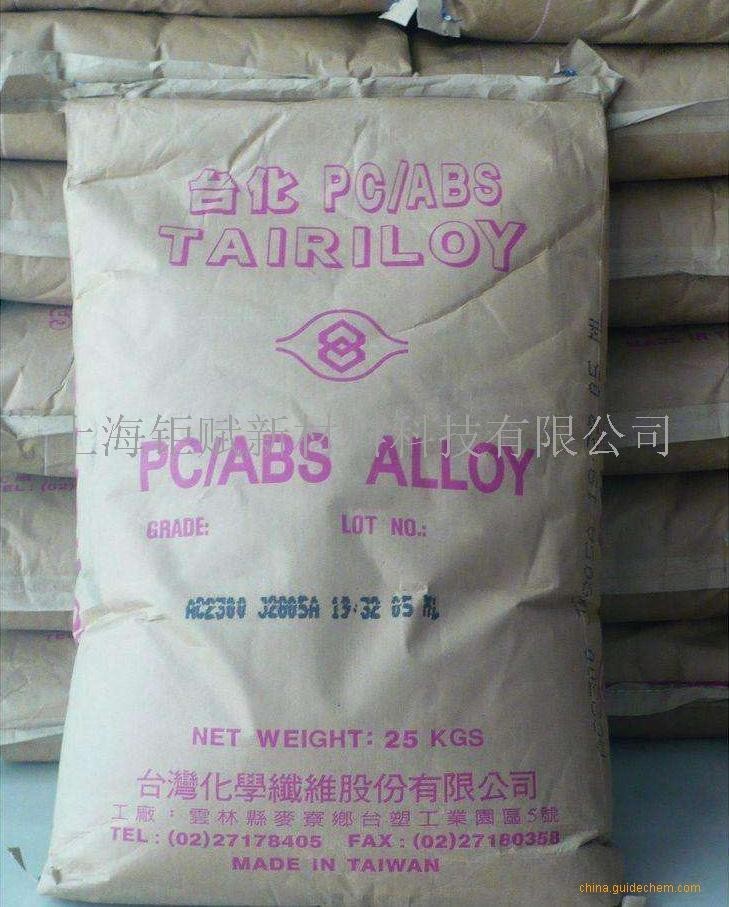 台化 PC/ABS
TAIRILOY
上海钜赋新材料科技有限公司
PC/ABS ALLOY
GRADE: LOT NO.:
AC2300 J2005A 19:32 05 ML
NET WEIGHT: 25 KGS
台灣化學纖維股份有限公司
工廠：雲林縣麥寮鄉台塑工業園區5號
TEL：(02)27178405 FAX：(02)27180358
MADE IN TAIWAN
china.guidechem.com